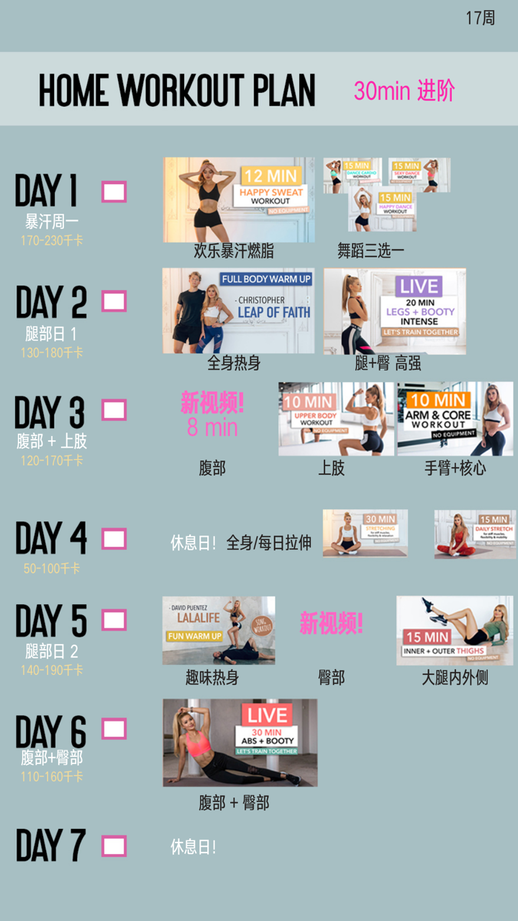 17周
HOME WORKOUT PLAN
30min 进阶
DAY 1
暴汗周一
170-230千卡
12 MIN
HAPPY SWEAT
WORKOUT
NO EQUIPMENT
欢乐暴汗燃脂
15 MIN
DANCE CARDIO
WORKOUT
15 MIN
SEXY DANCE
WORKOUT
15 MIN
HAPPY DANCE
WORKOUT
舞蹈三选一
DAY 2
腿部日 1
130-180千卡
FULL BODY WARM UP
- CHRISTOPHER
LEAP OF FAITH
全身热身
LIVE
20 MIN
LEGS + BOOTY
INTENSE
LET'S TRAIN TOGETHER
腿+臀 高强
DAY 3
腹部 + 上肢
120-170千卡
新视频!
8 min
腹部
10 MIN
UPPER BODY
WORKOUT
NO EQUIPMENT
上肢
10 MIN
ARM & CORE
WORKOUT
NO EQUIPMENT
手臂+核心
DAY 4
50-100千卡
休息日! 全身/每日拉伸
30 MIN
STRETCHING
15 MIN
DAILY STRETCH
DAY 5
腿部日 2
140-190千卡
- DAVID PUENTEZ
LALALIFE
FUN WARM UP
SONG WORKOUT
趣味热身
新视频!
臀部
15 MIN
INNER + OUTER THIGHS
NO EQUIPMENT
大腿内外侧
DAY 6
腹部+臀部
110-160千卡
LIVE
30 MIN
ABS + BOOTY
LET'S TRAIN TOGETHER
腹部 + 臀部
DAY 7
休息日!